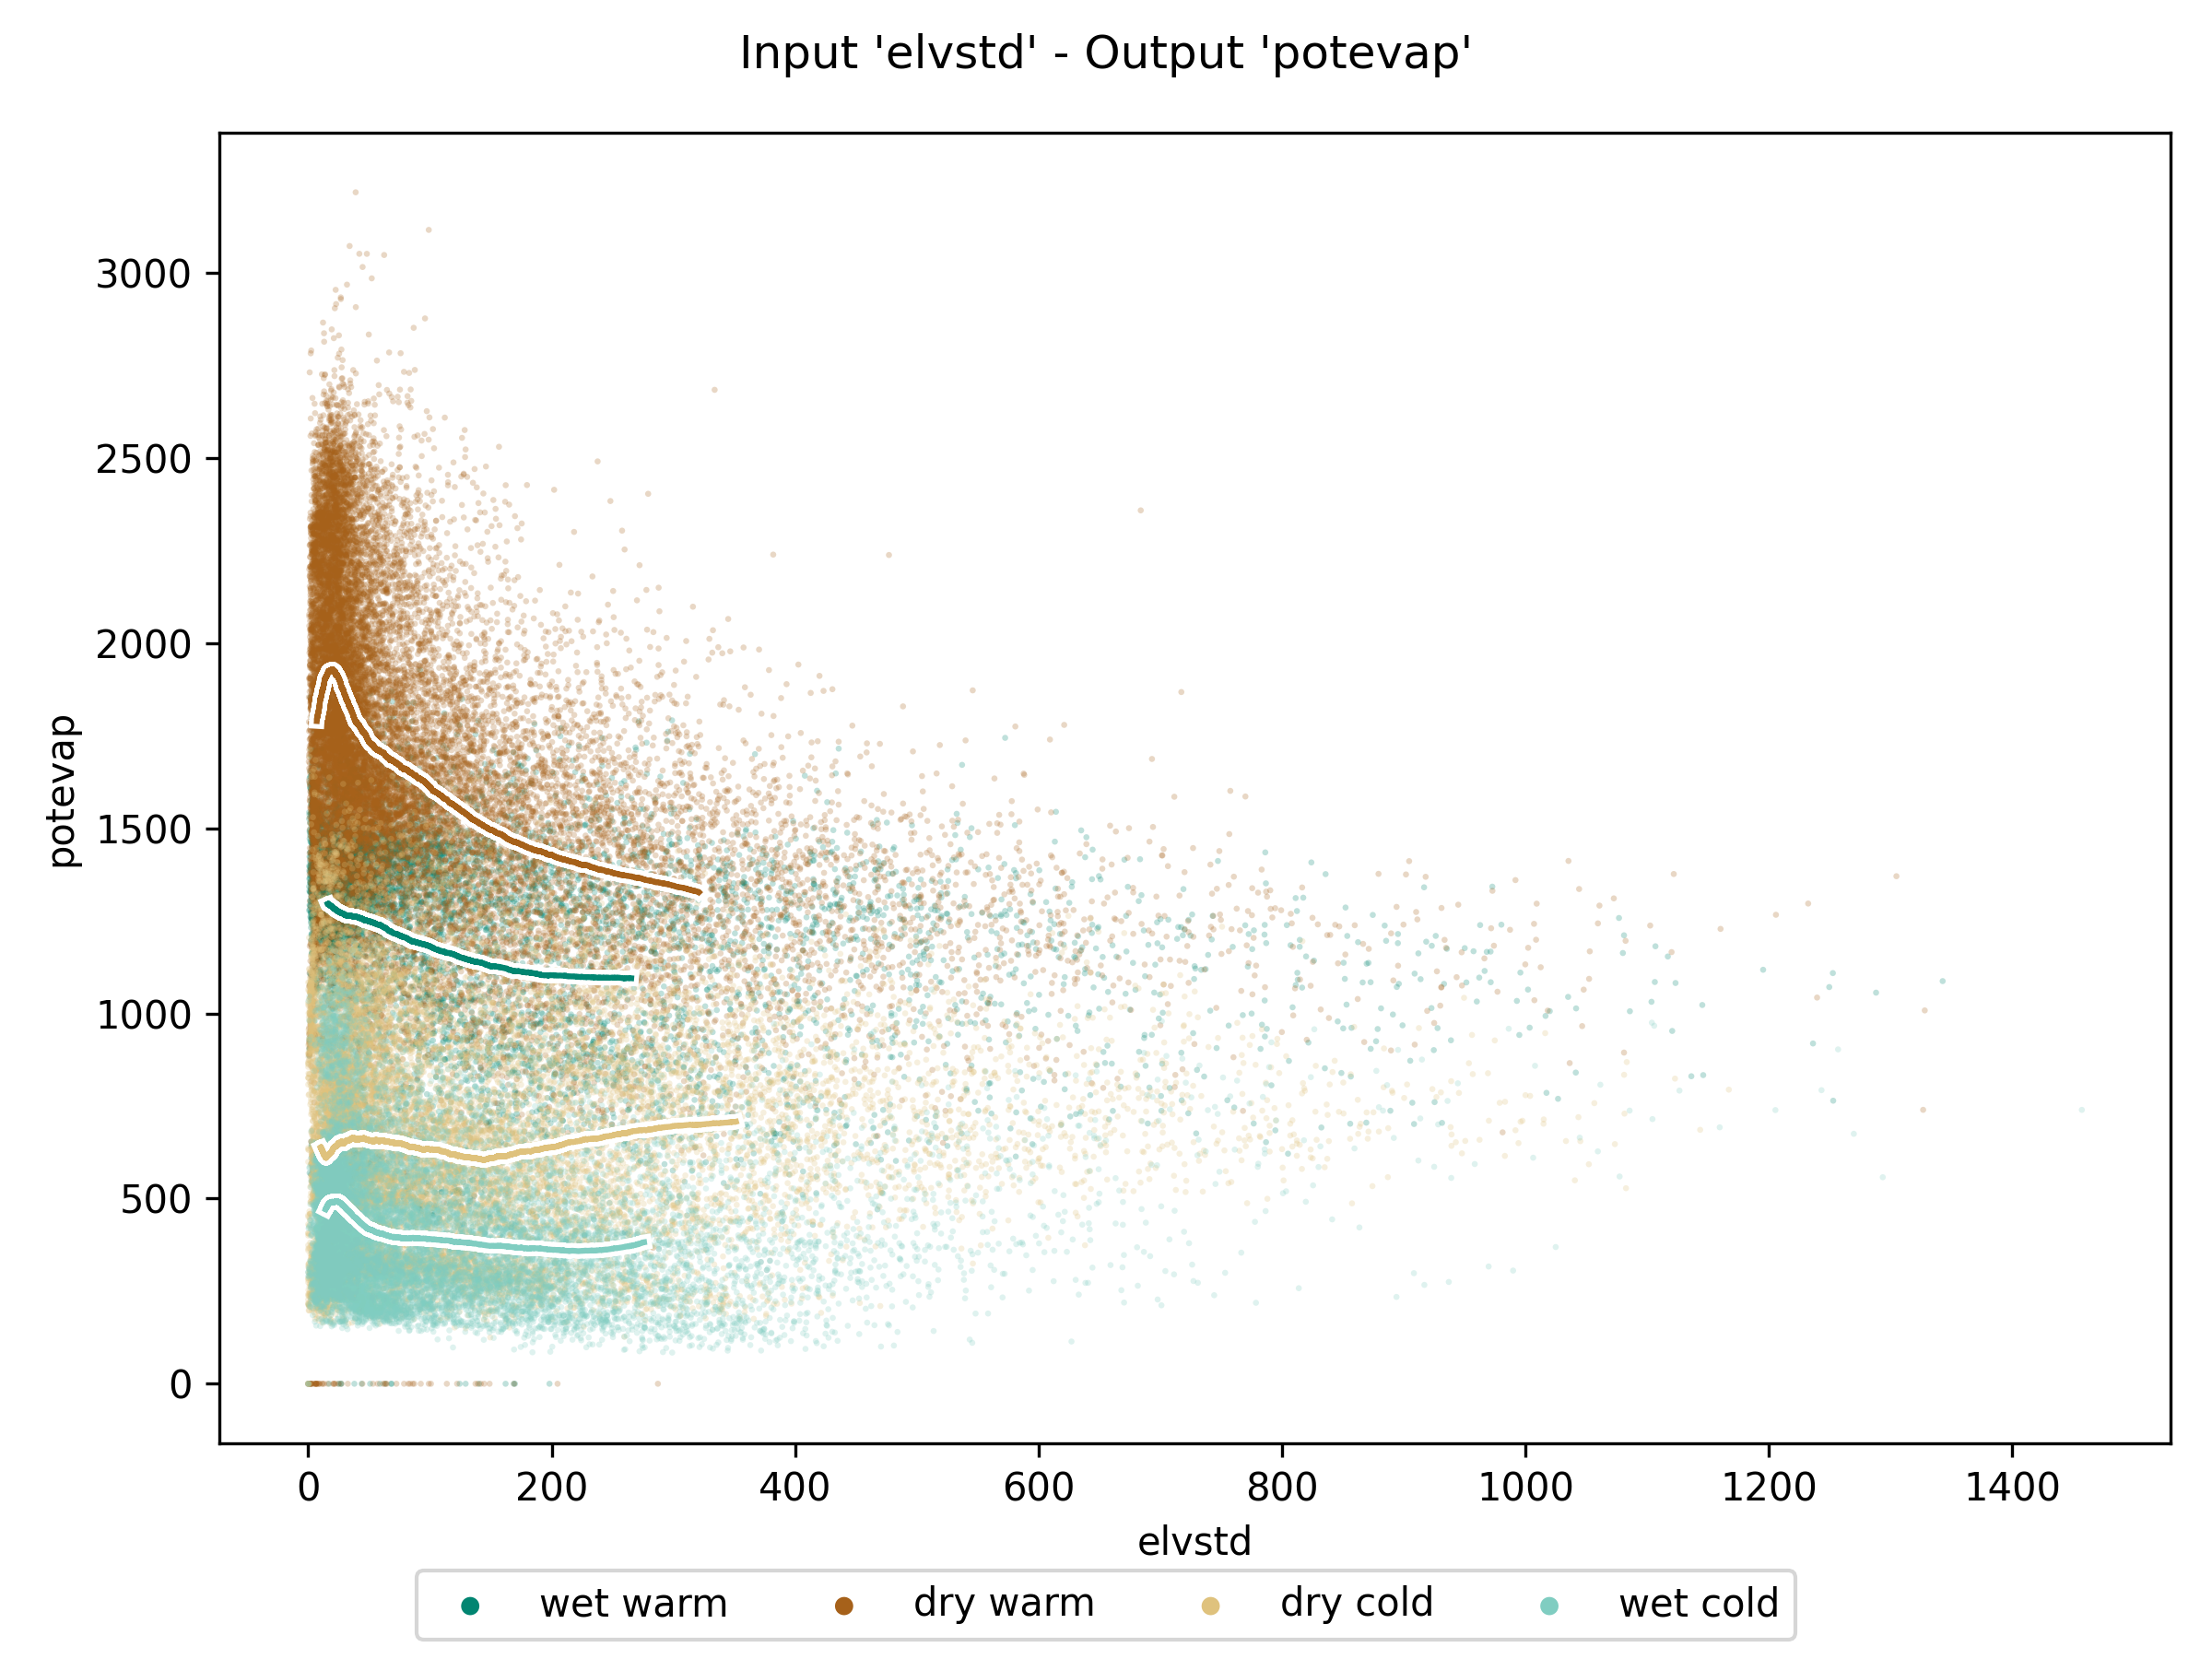 Input 'elvstd' - Output 'potevap'
3000
2500
2000
1500
1000
500
0
potevap
0 200 400 600 800 1000 1200 1400
elvstd
wet warm dry warm dry cold wet cold